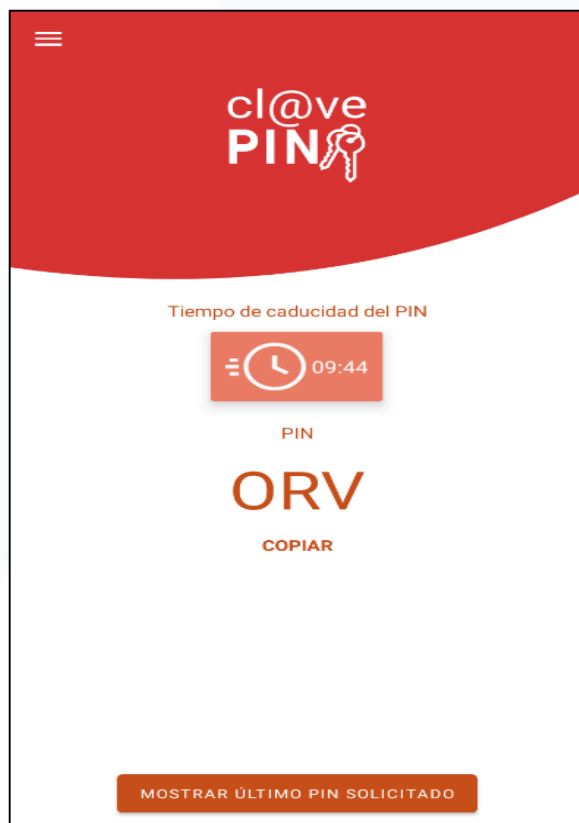 cl@ve
PIN
Tiempo de caducidad del PIN
09:44
PIN
ORV
COPIAR
MOSTRAR ÚLTIMO PIN SOLICITADO